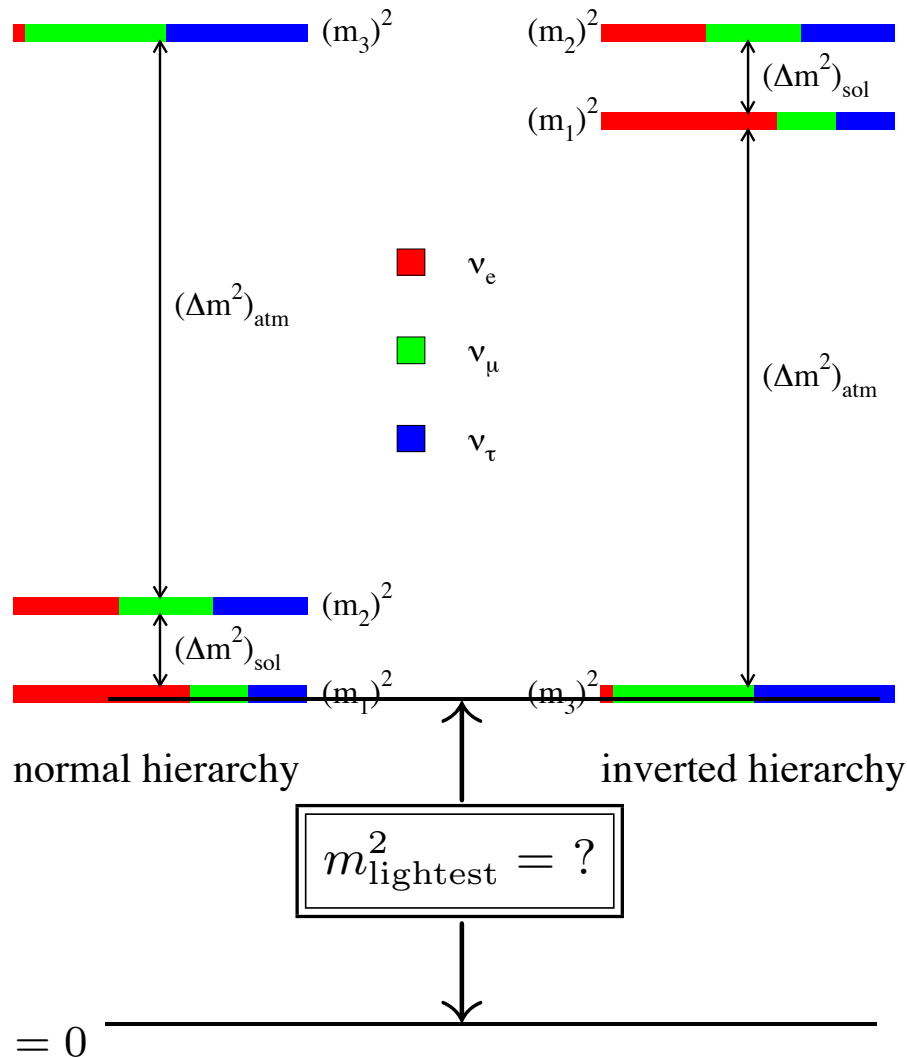 (m₃)² (m₂)²
(Δm²)sol
(m₁)²
νe
(Δm²)atm
νμ
(Δm²)atm
ντ
(m₂)²
(Δm²)sol
(m₁)² (m₃)²
normal hierarchy inverted hierarchy
m²lightest = ?
= 0